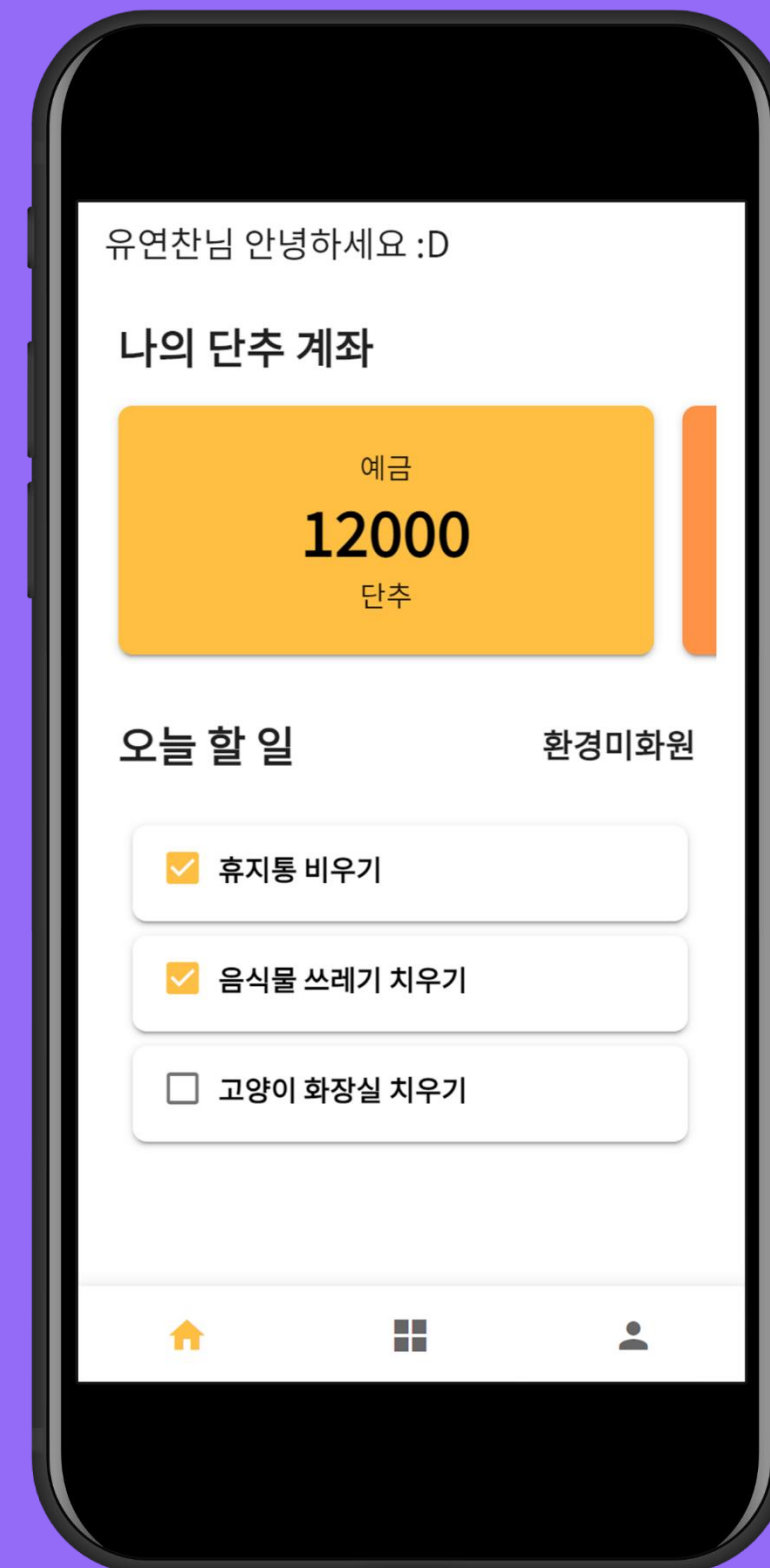 유연찬님 안녕하세요 :D
나의 단추 계좌
예금
12000
단추
오늘 할 일 환경미화원
휴지통 비우기
음식물 쓰레기 치우기
고양이 화장실 치우기